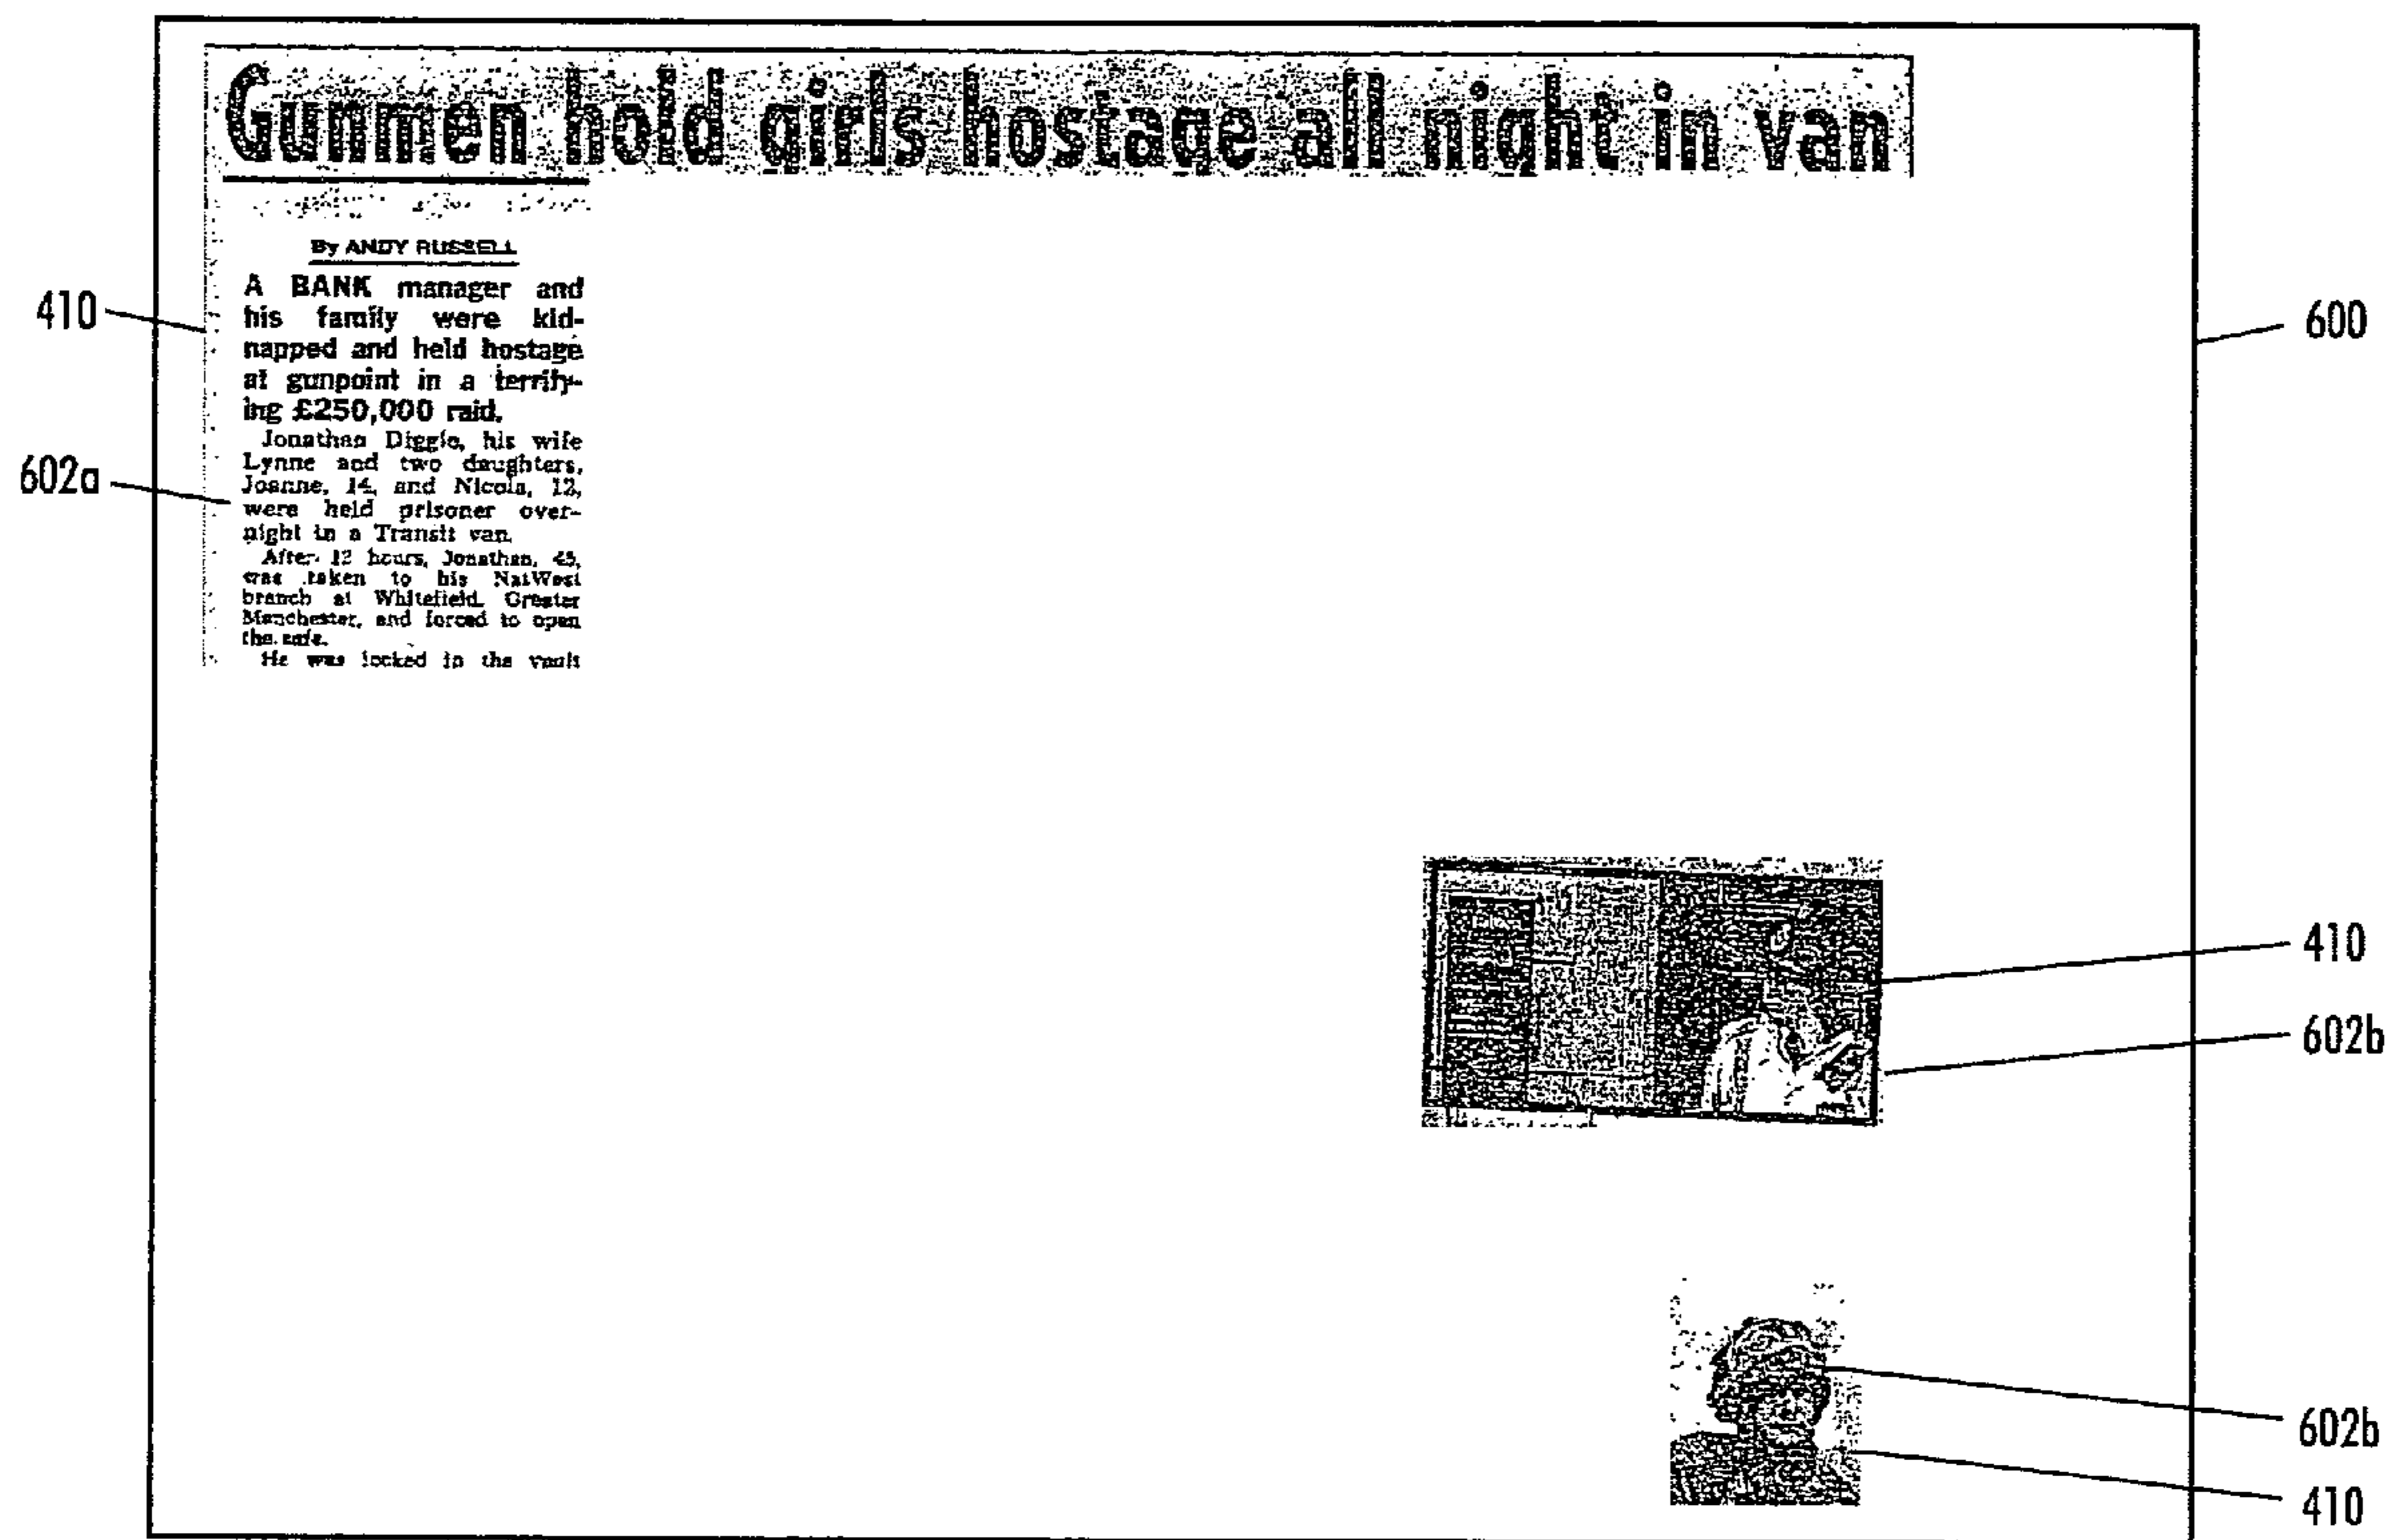 Gunmen hold girls hostage all night in van
By ANDY RUSSELL
A BANK manager and
his family were kid-
napped and held hostage
at gunpoint in a terrify-
ing £250,000 raid.
Jonathan Diggle, his wife
Lynne and two daughters,
Joanne, 14, and Nicola, 12,
were held prisoner over-
night in a Transit van.
After 12 hours, Jonathan, 45,
was taken to his NatWest
branch at Whitefield, Greater
Manchester, and forced to open
the safe.
He was locked in the vault
410
602a
600
410
602b
602b
410